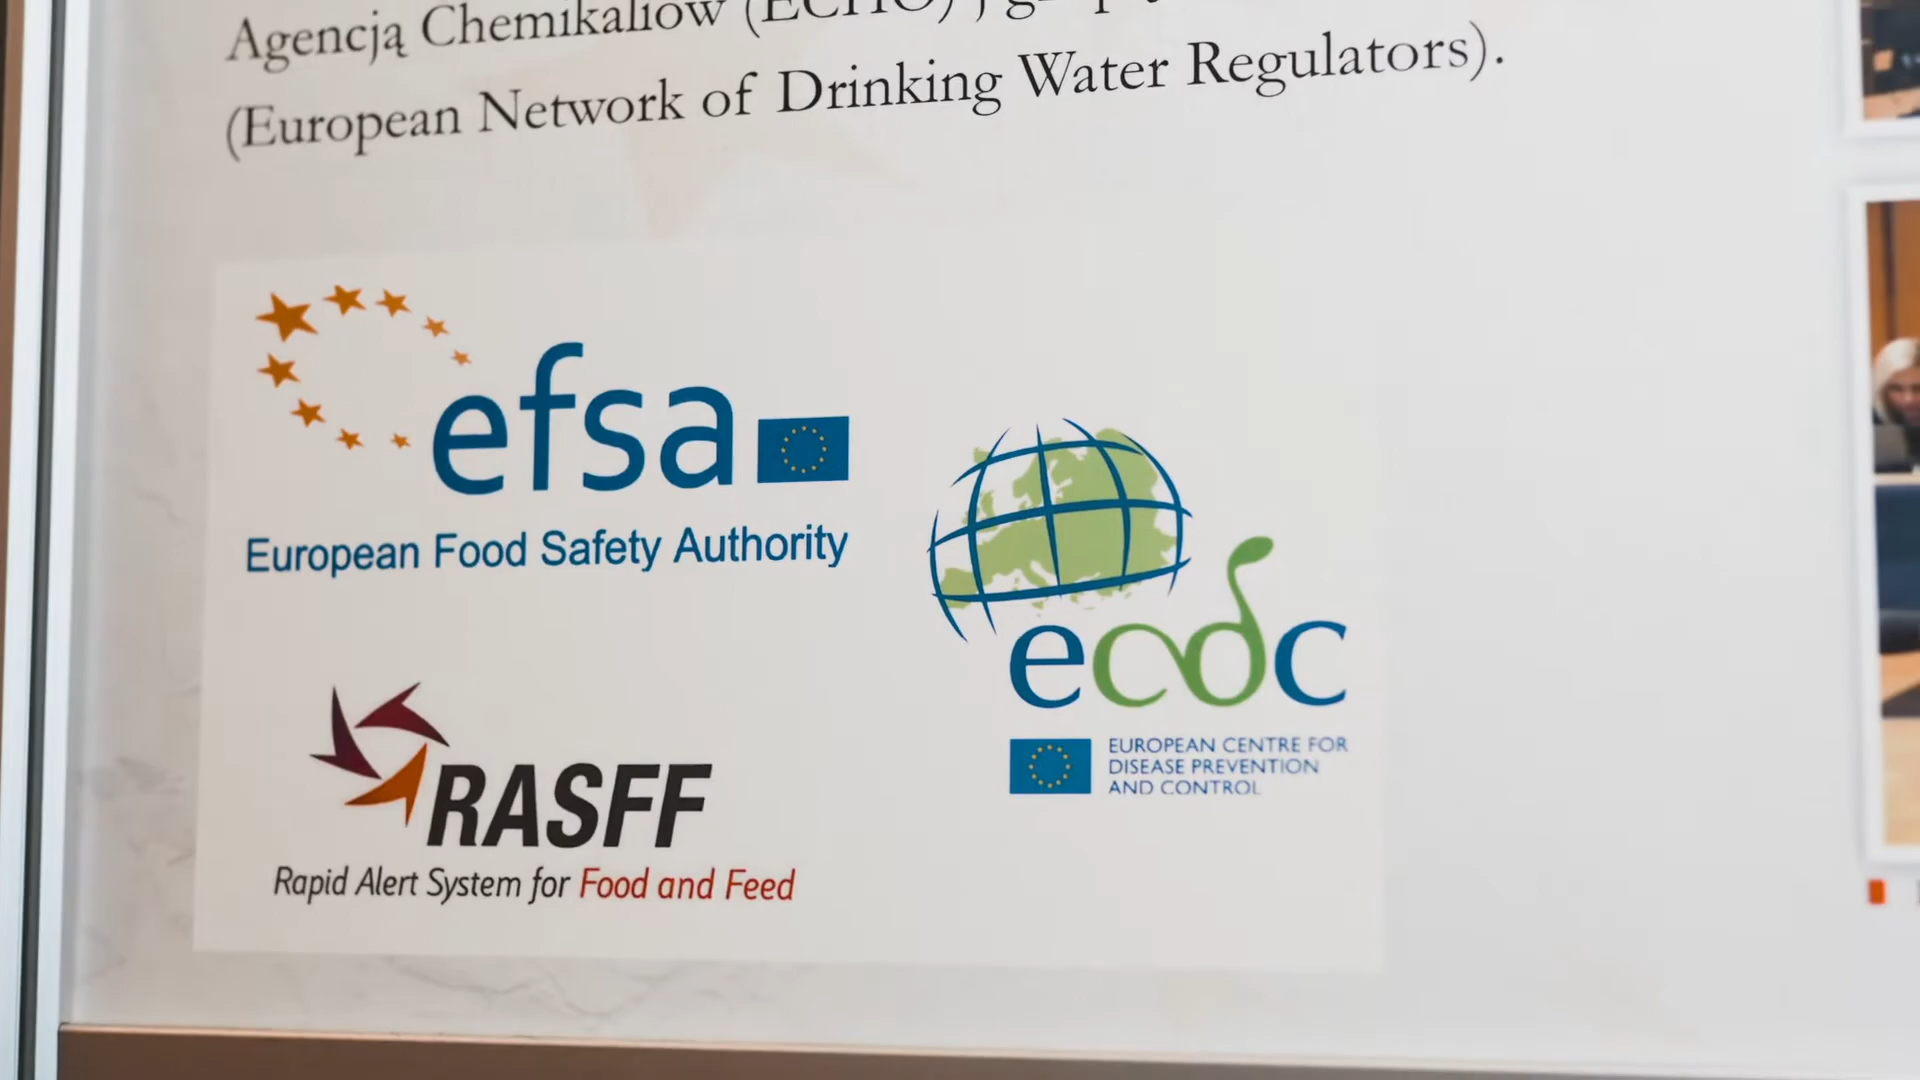 Agencją Chemikaliów
(European Network of Drinking Water Regulators).
efsa
European Food Safety Authority
ecdc
EUROPEAN CENTRE FOR
DISEASE PREVENTION
AND CONTROL
RASFF
Rapid Alert System for Food and Feed